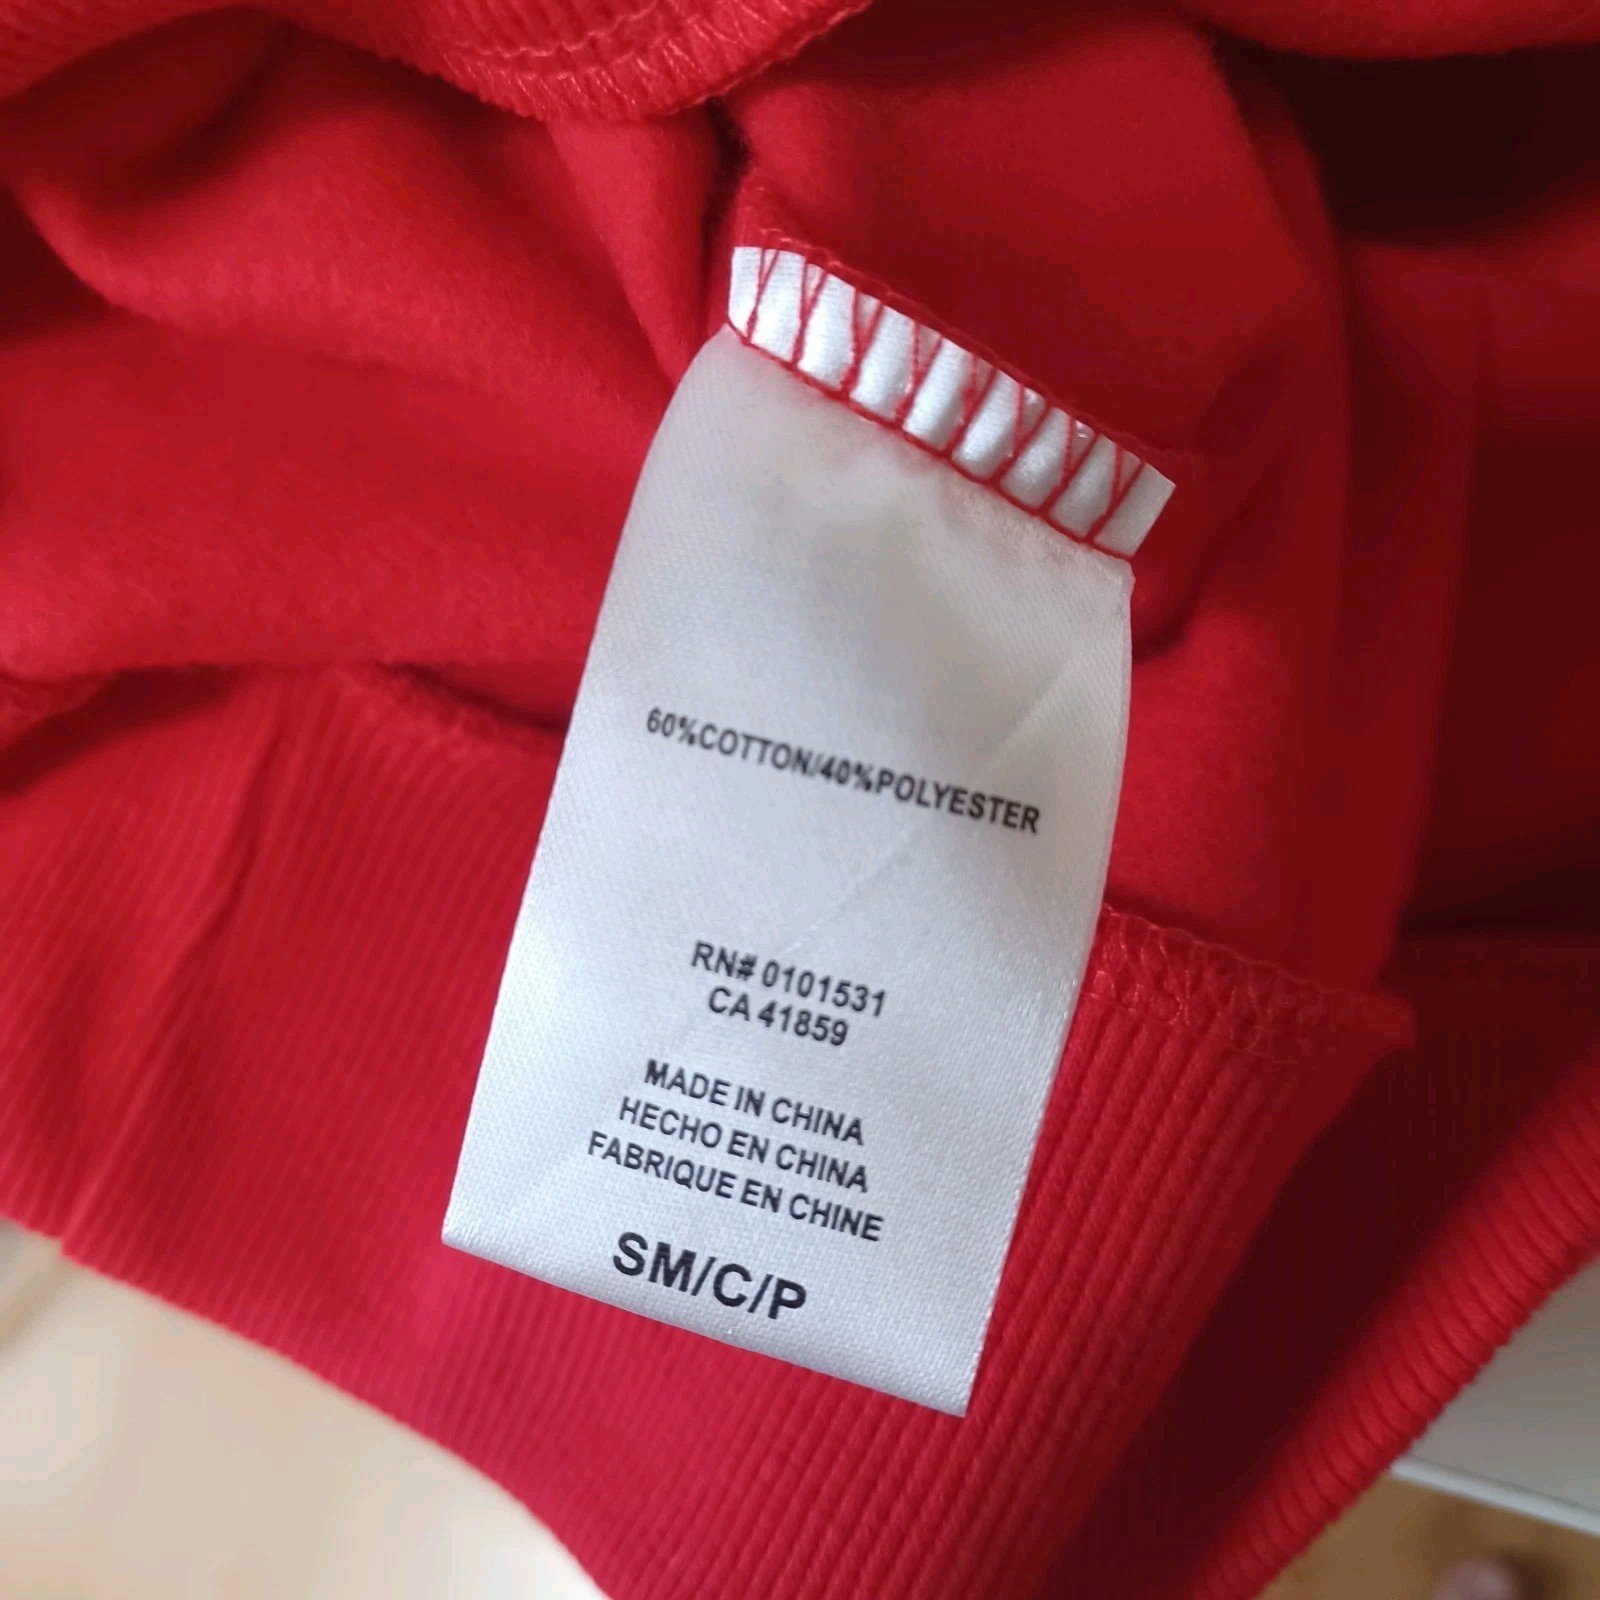 60%COTTON/40%POLYESTER
RN# 0101531
CA 41859
MADE IN CHINA
HECHO EN CHINA
FABRIQUE EN CHINE
SM/C/P